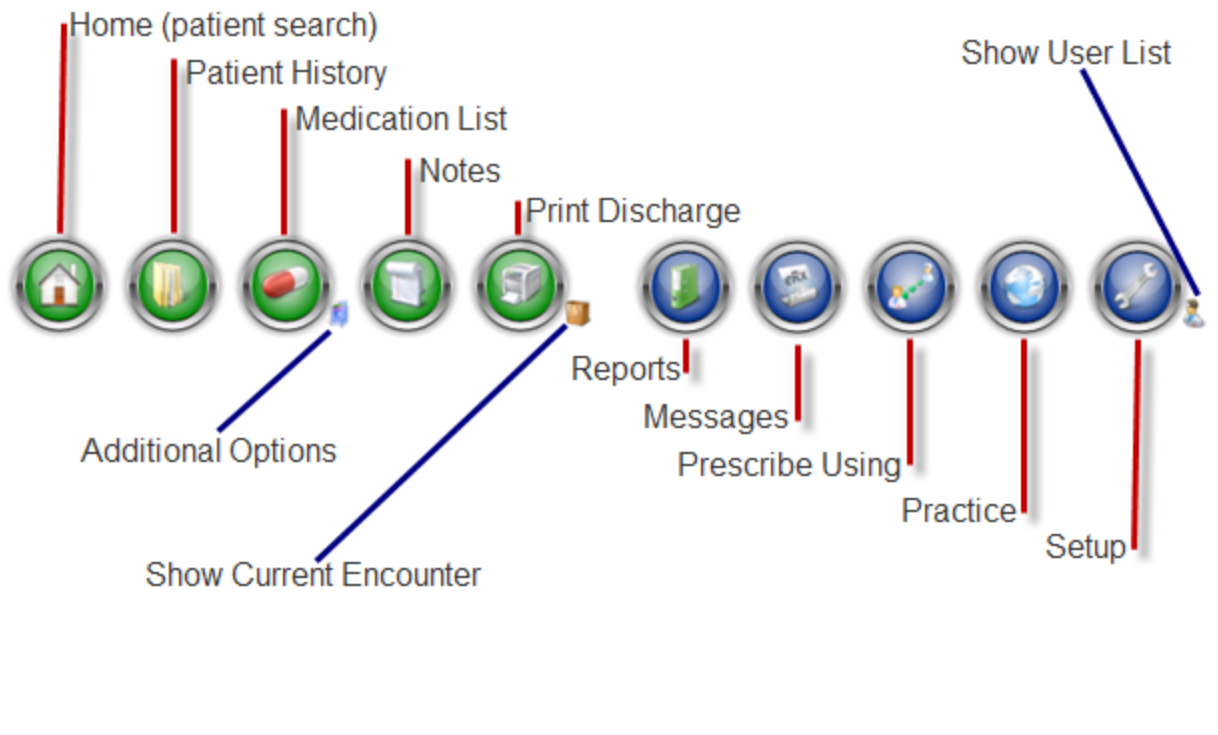 Home (patient search)
Show User List
Patient History
Medication List
Notes
Print Discharge
eRx
Reports
Messages
Additional Options
Prescribe Using
Practice
Setup
Show Current Encounter